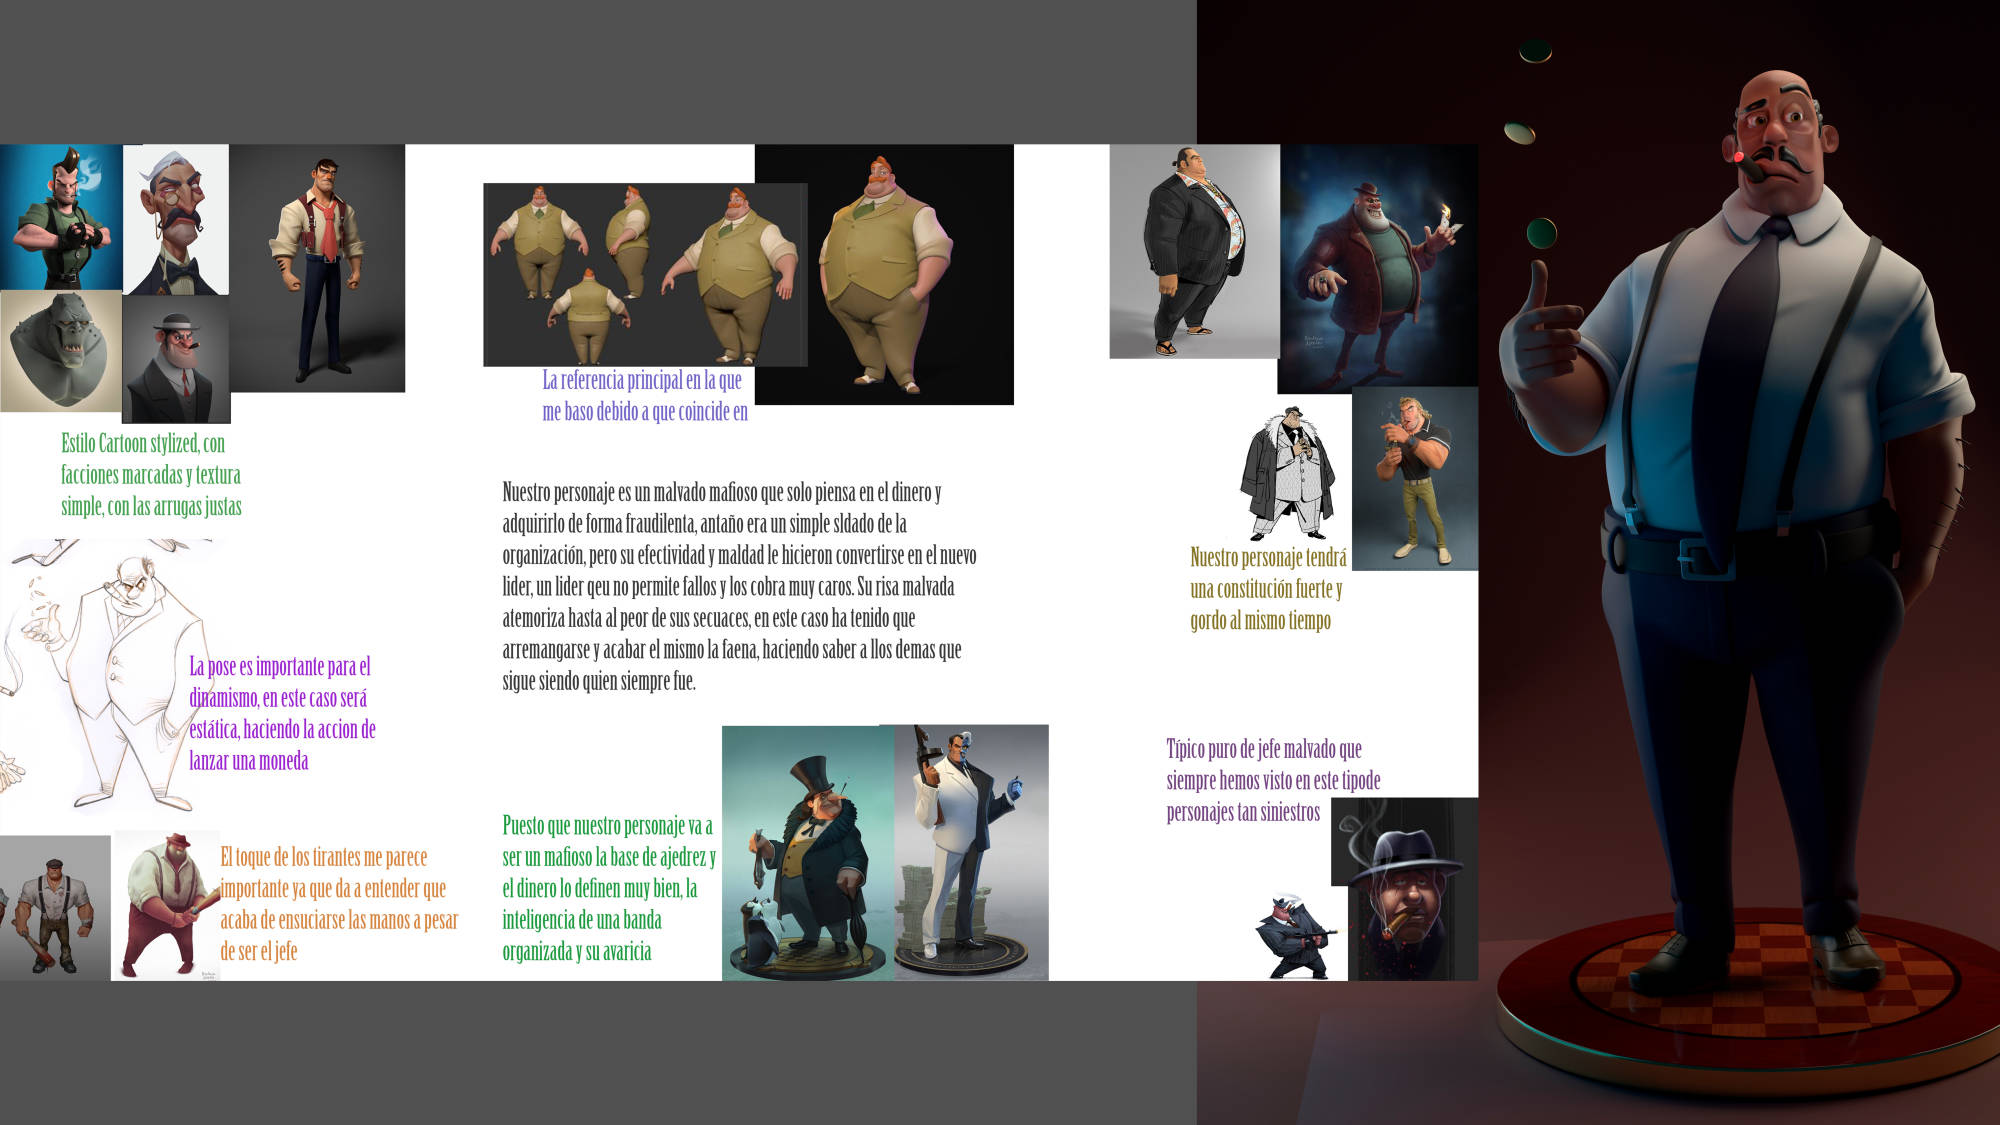 La referencia principal en la que
me baso debido a que coincide en
Estilo Cartoon stylized, con
facciones marcadas y textura
simple, con las arrugas justas
Nuestro personaje es un malvado mafioso que solo piensa en el dinero y
adquirirlo de forma fraudilenta, antaño era un simple sldado de la
organización, pero su efectividad y maldad le hicieron convertirse en el nuevo
lider, un lider qeu no permite fallos y los cobra muy caros. Su risa malvada
atemoriza hasta al peor de sus secuaces, en este caso ha tenido que
arremangarse y acabar el mismo la faena, haciendo saber a llos demas que
sigue siendo quien siempre fue.
Nuestro personaje tendrá
una constitución fuerte y
gordo al mismo tiempo
La pose es importante para el
dinamismo, en este caso será
estática, haciendo la accion de
lanzar una moneda
Típico puro de jefe malvado que
siempre hemos visto en este tipode
personajes tan siniestros
El toque de los tirantes me parece
importante ya que da a entender que
acaba de ensuciarse las manos a pesar
de ser el jefe
Puesto que nuestro personaje va a
ser un mafioso la base de ajedrez y
el dinero lo definen muy bien, la
inteligencia de una banda
organizada y su avaricia